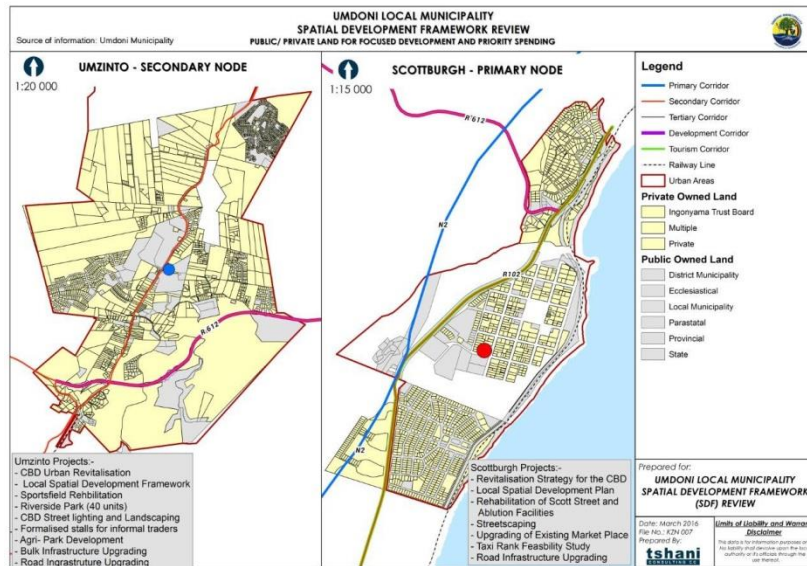 UMDONI LOCAL MUNICIPALITY
SPATIAL DEVELOPMENT FRAMEWORK REVIEW
PUBLIC/ PRIVATE LAND FOR FOCUSED DEVELOPMENT AND PRIORITY SPENDING
Source of information: Umdoni Municipality
UMZINTO - SECONDARY NODE
1:20 000
R.612
Umzinto Projects:-
- CBD Urban Revitalisation
- Local Spatial Development Framework
- Sportsfield Rehbilitation
- Riverside Park (40 units)
- CBD Street lighting and Landscaping
- Formalised stalls for informal traders
- Agri- Park Development
- Bulk Infrastructure Upgrading
- Road Ingrastruture Upgrading
SCOTTBURGH - PRIMARY NODE
1:15 000
R612
N2
R102
N2
Scottburgh Projects:-
- Revitalisation Strategy for the CBD
- Local Spatial Development Plan
- Rehabilitation of Scott Street and
Ablution Facilities
- Streetscaping
- Upgrading of Existing Market Place
- Taxi Rank Feasibility Study
- Road Infrastructure Upgrading
Legend
Primary Corridor
Secondary Corridor
Tertiary Corridor
Development Corridor
Tourism Corridor
Railway Line
Urban Areas
Private Owned Land
Ingonyama Trust Board
Multiple
Private
Public Owned Land
District Municipality
Ecclesiastical
Local Municipality
Parastatal
Provincial
State
Prepared for:
UMDONI LOCAL MUNICIPALITY
SPATIAL DEVELOPMENT FRAMEWORK
(SDF) REVIEW
Date: March 2016
File No.: KZN 007
Prepared By:
tshani
CONSULTING CC
Limits of Liability and
Disclaimer